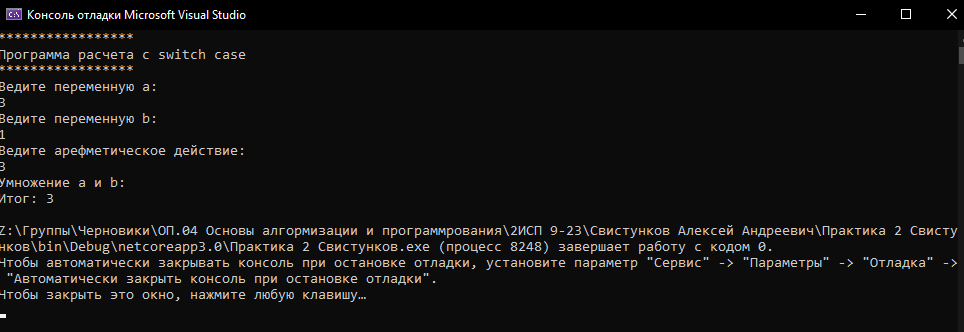 Консоль отладки Microsoft Visual Studio
*****************
Программа расчета с switch case
*****************
Ведите переменную a:
3
Ведите переменную b:
1
Ведите арефметическое действие:
3
Умножение a и b:
Итог: 3
Z:\Группы\Черновики\ОП.04 Основы алгормизации и программрования\2ИСП 9-23\Свистунков Алексей Андреевич\Практика 2 Свисту
нков\bin\Debug\netcoreapp3.0\Практика 2 Свистунков.exe (процесс 8248) завершает работу с кодом 0.
Чтобы автоматически закрывать консоль при остановке отладки, установите параметр "Сервис" -> "Параметры" -> "Отладка" ->
"Автоматически закрыть консоль при остановке отладки".
Чтобы закрыть это окно, нажмите любую клавишу…